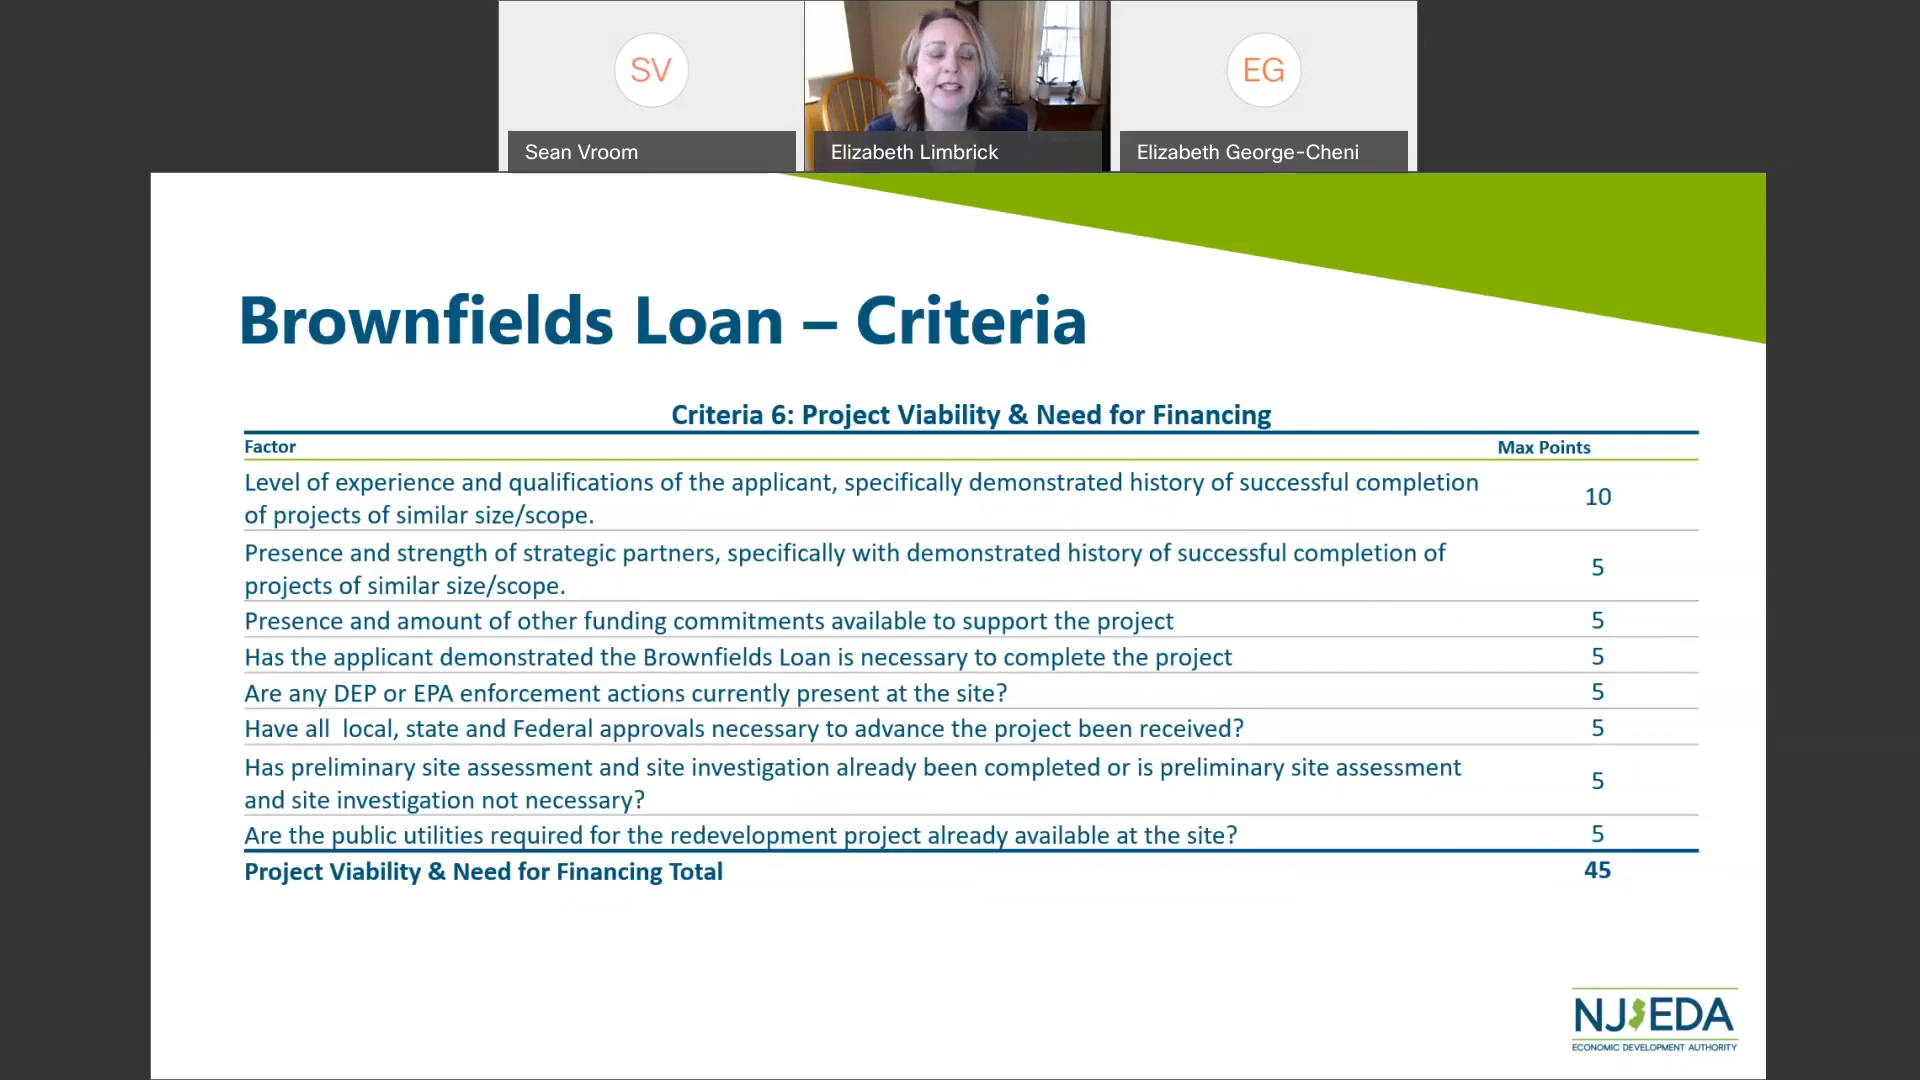 SV
EG
Sean Vroom
Elizabeth Limbrick
Elizabeth George-Cheni
Brownfields Loan – Criteria
Criteria 6: Project Viability & Need for Financing
Factor Max Points
Level of experience and qualifications of the applicant, specifically demonstrated history of successful completion
of projects of similar size/scope.
10
Presence and strength of strategic partners, specifically with demonstrated history of successful completion of
projects of similar size/scope.
5
Presence and amount of other funding commitments available to support the project 5
Has the applicant demonstrated the Brownfields Loan is necessary to complete the project 5
Are any DEP or EPA enforcement actions currently present at the site? 5
Have all local, state and Federal approvals necessary to advance the project been received? 5
Has preliminary site assessment and site investigation already been completed or is preliminary site assessment
and site investigation not necessary?
5
Are the public utilities required for the redevelopment project already available at the site? 5
Project Viability & Need for Financing Total 45
NJEDA
ECONOMIC DEVELOPMENT AUTHORITY